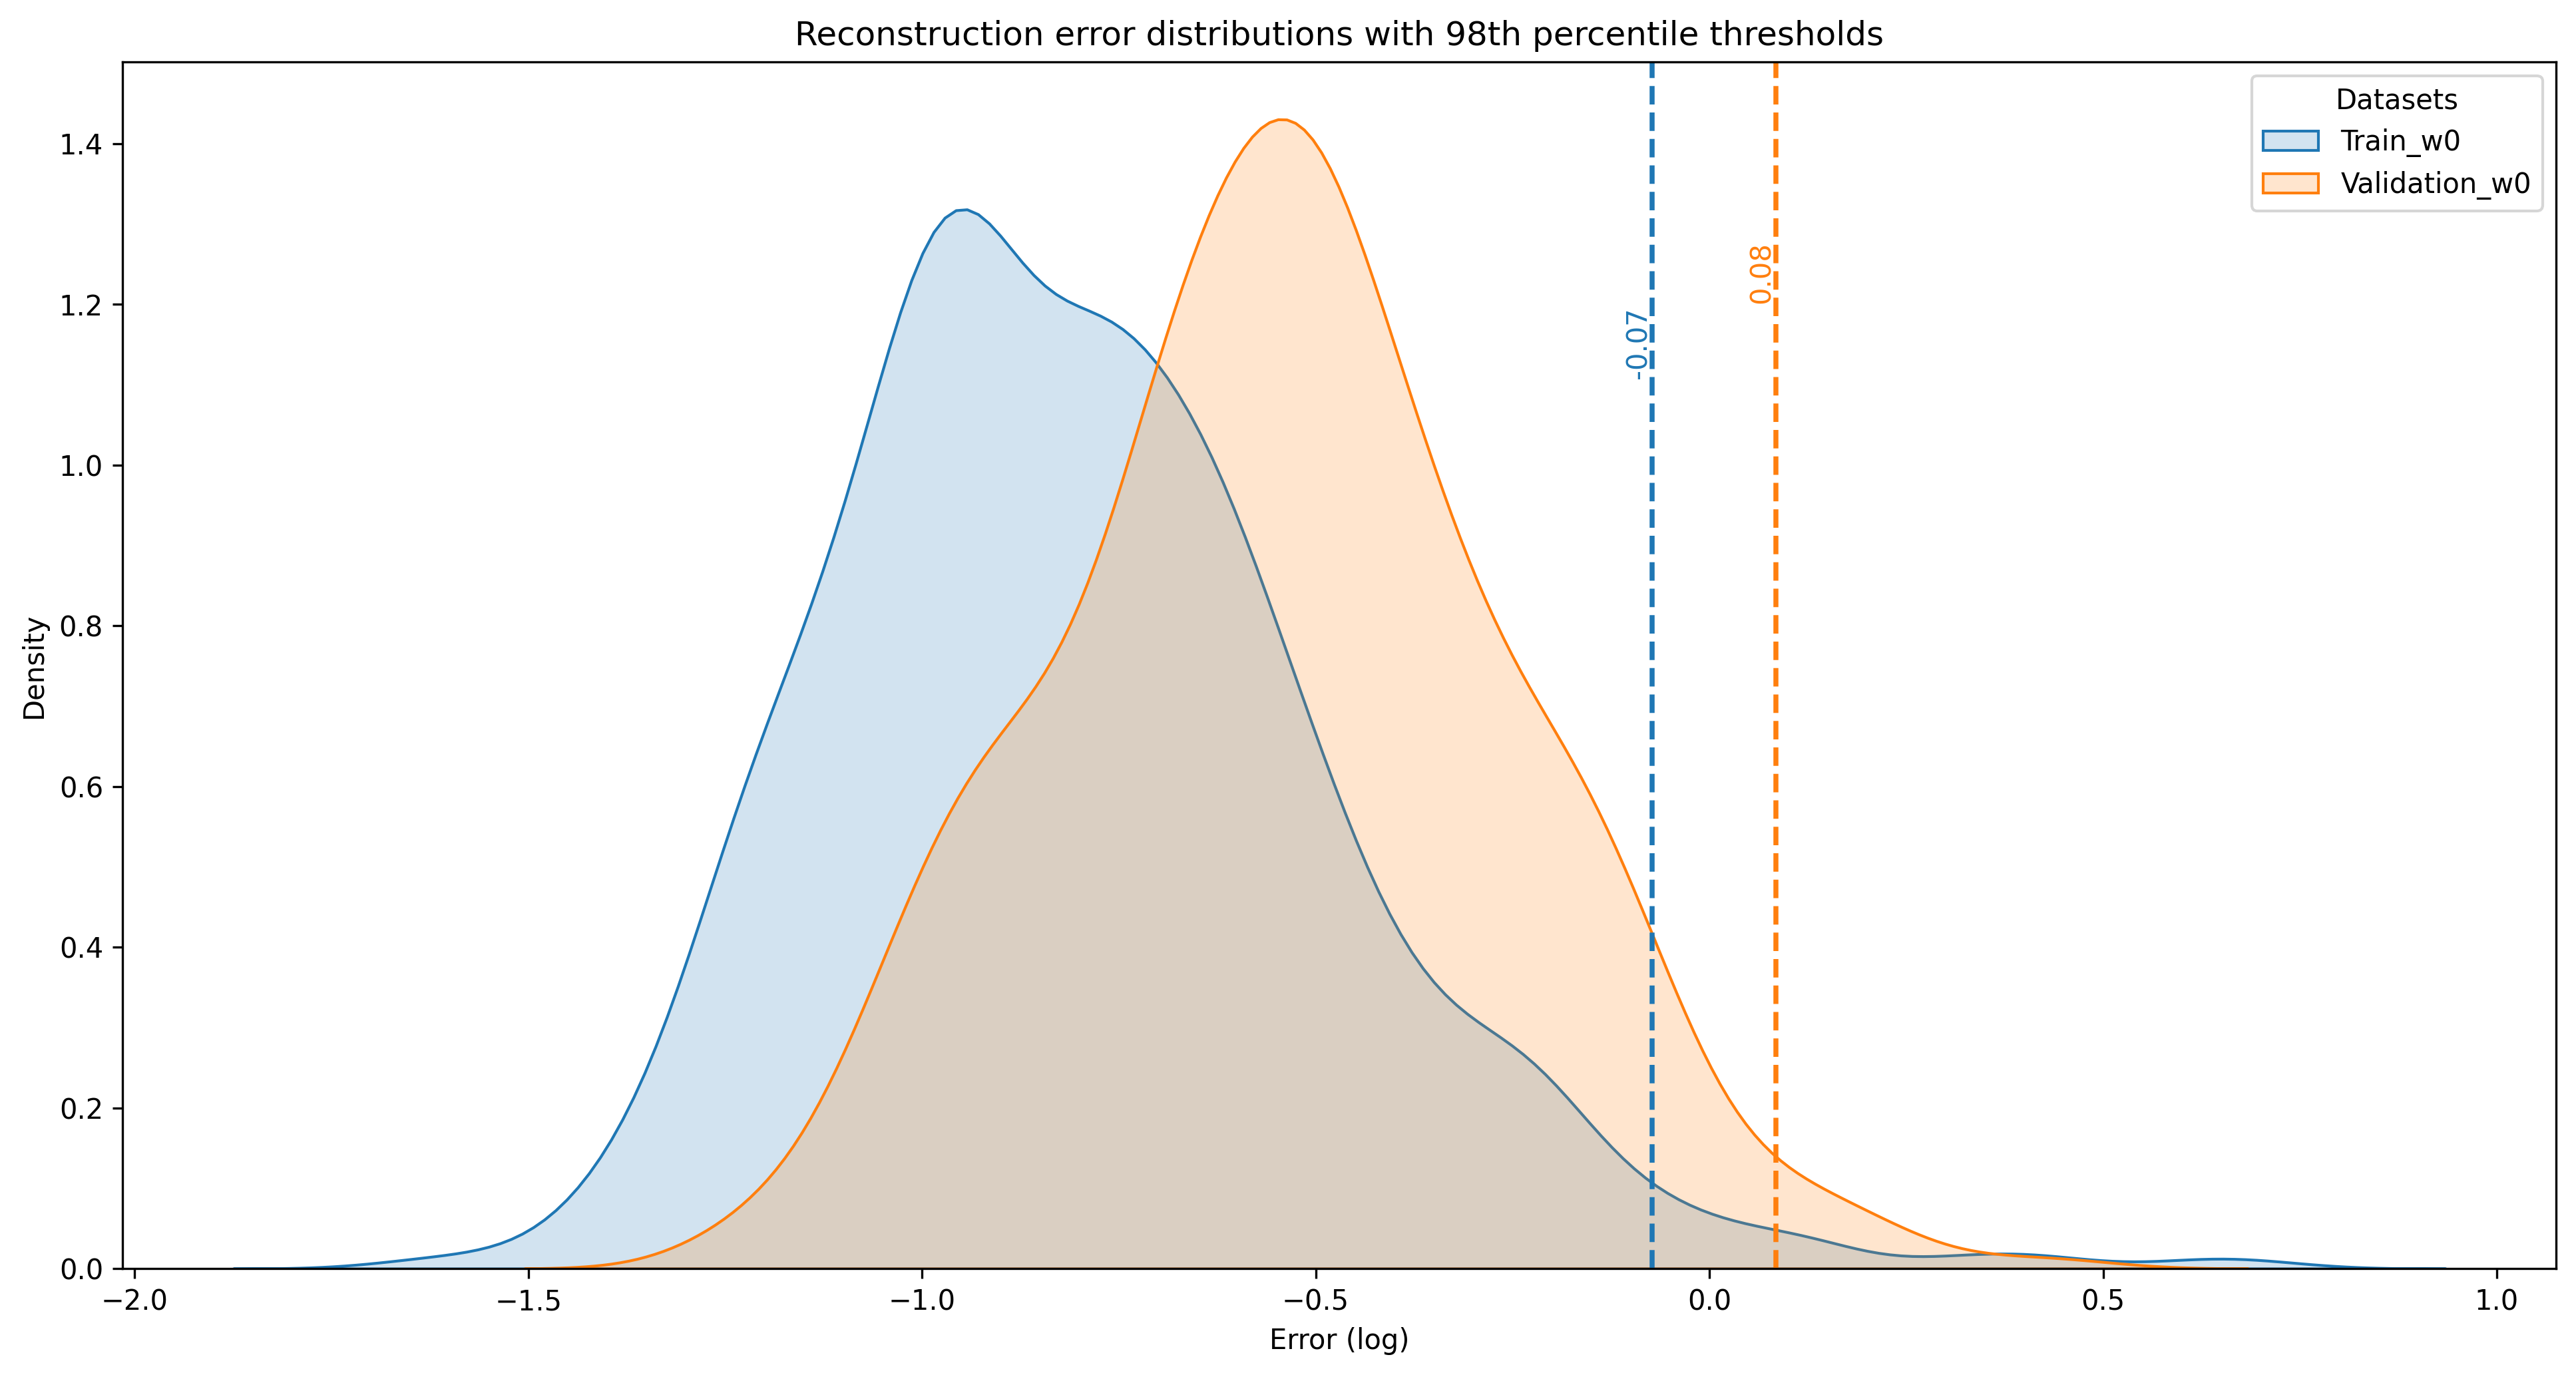 Reconstruction error distributions with 98th percentile thresholds
Datasets
Train_w0
Validation_w0
1.4
1.2
1.0
0.8
0.6
0.4
0.2
0.0
Density
-0.07
0.08
−2.0
−1.5
−1.0
−0.5
0.0
0.5
1.0
Error (log)